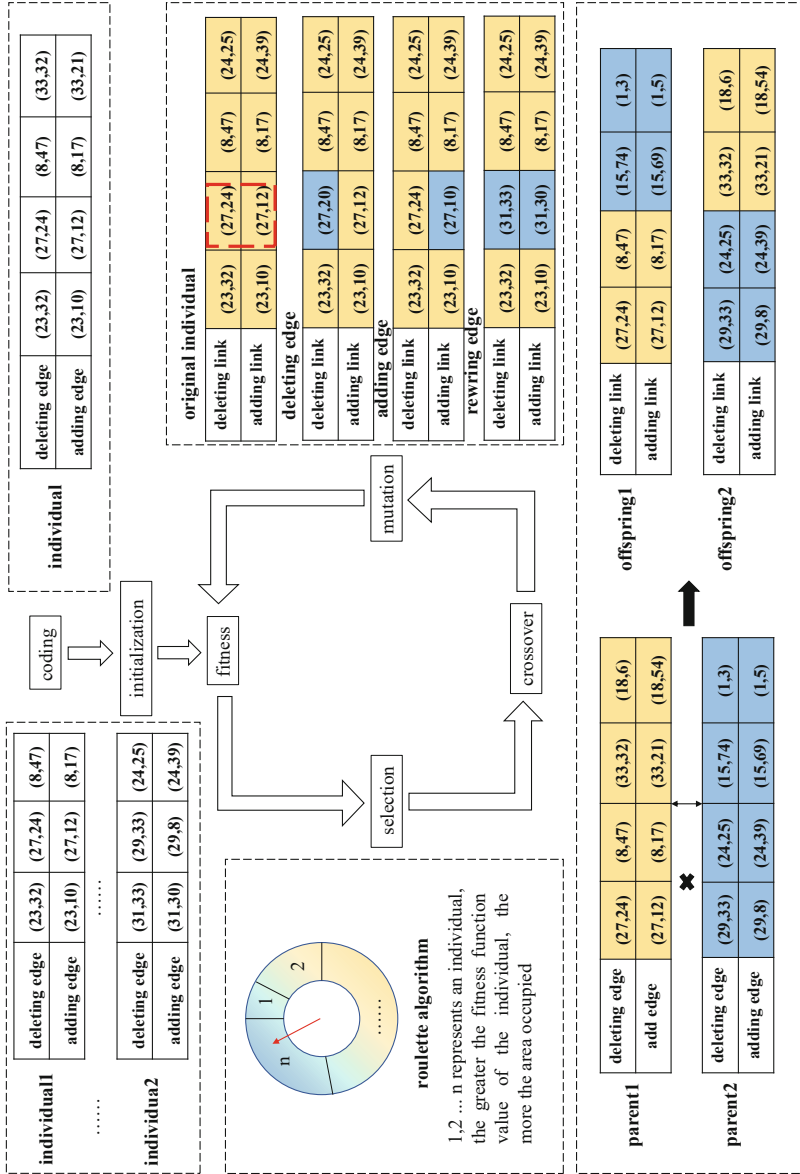 individual1
deleting edge (23,32) (27,24) (8,47)
adding edge (23,10) (27,12) (8,17)
......
......
individua2
deleting edge (31,33) (29,33) (24,25)
adding edge (31,30) (29,8) (24,39)
coding
initialization
fitness
selection
crossover
mutation
individual
deleting edge (23,32) (27,24) (8,47) (33,32)
adding edge (23,10) (27,12) (8,17) (33,21)
n
1
2
......
roulette algorithm
1,2 ... n represents an individual,
the greater the fitness function
value of the individual, the
more the area occupied
original individual
deleting link (23,32) (27,24) (8,47) (24,25)
adding link (23,10) (27,12) (8,17) (24,39)
deleting edge
deleting link (23,32) (27,20) (8,47) (24,25)
adding link (23,10) (27,12) (8,17) (24,39)
adding edge
deleting link (23,32) (27,24) (8,47) (24,25)
adding link (23,10) (27,10) (8,17) (24,39)
rewring edge
deleting link (23,32) (31,33) (8,47) (24,25)
adding link (23,10) (31,30) (8,17) (24,39)
parent1
deleting edge (27,24) (8,47) (33,32) (18,6)
add edge (27,12) (8,17) (33,21) (18,54)
parent2
deleting edge (29,33) (24,25) (15,74) (1,3)
adding edge (29,8) (24,39) (15,69) (1,5)
offspring1
deleting link (27,24) (8,47) (15,74) (1,3)
adding link (27,12) (8,17) (15,69) (1,5)
offspring2
deleting link (29,33) (24,25) (33,32) (18,6)
adding link (29,8) (24,39) (33,21) (18,54)